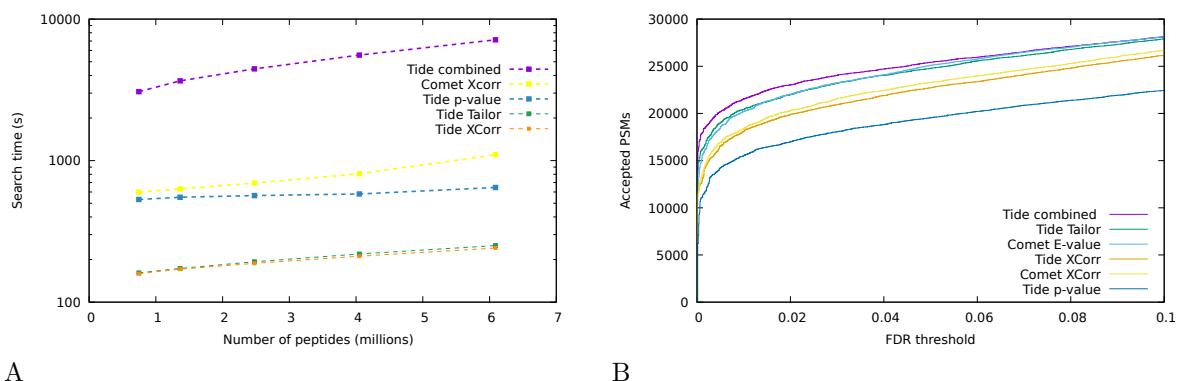 10000
1000
100
Search time (s)
0 1 2 3 4 5 6 7
Number of peptides (millions)
Tide combined
Comet Xcorr
Tide p-value
Tide Tailor
Tide XCorr
A
30000
25000
20000
15000
10000
5000
0
Accepted PSMs
0 0.02 0.04 0.06 0.08 0.1
FDR threshold
Tide combined
Tide Tailor
Comet E-value
Tide XCorr
Comet XCorr
Tide p-value
B